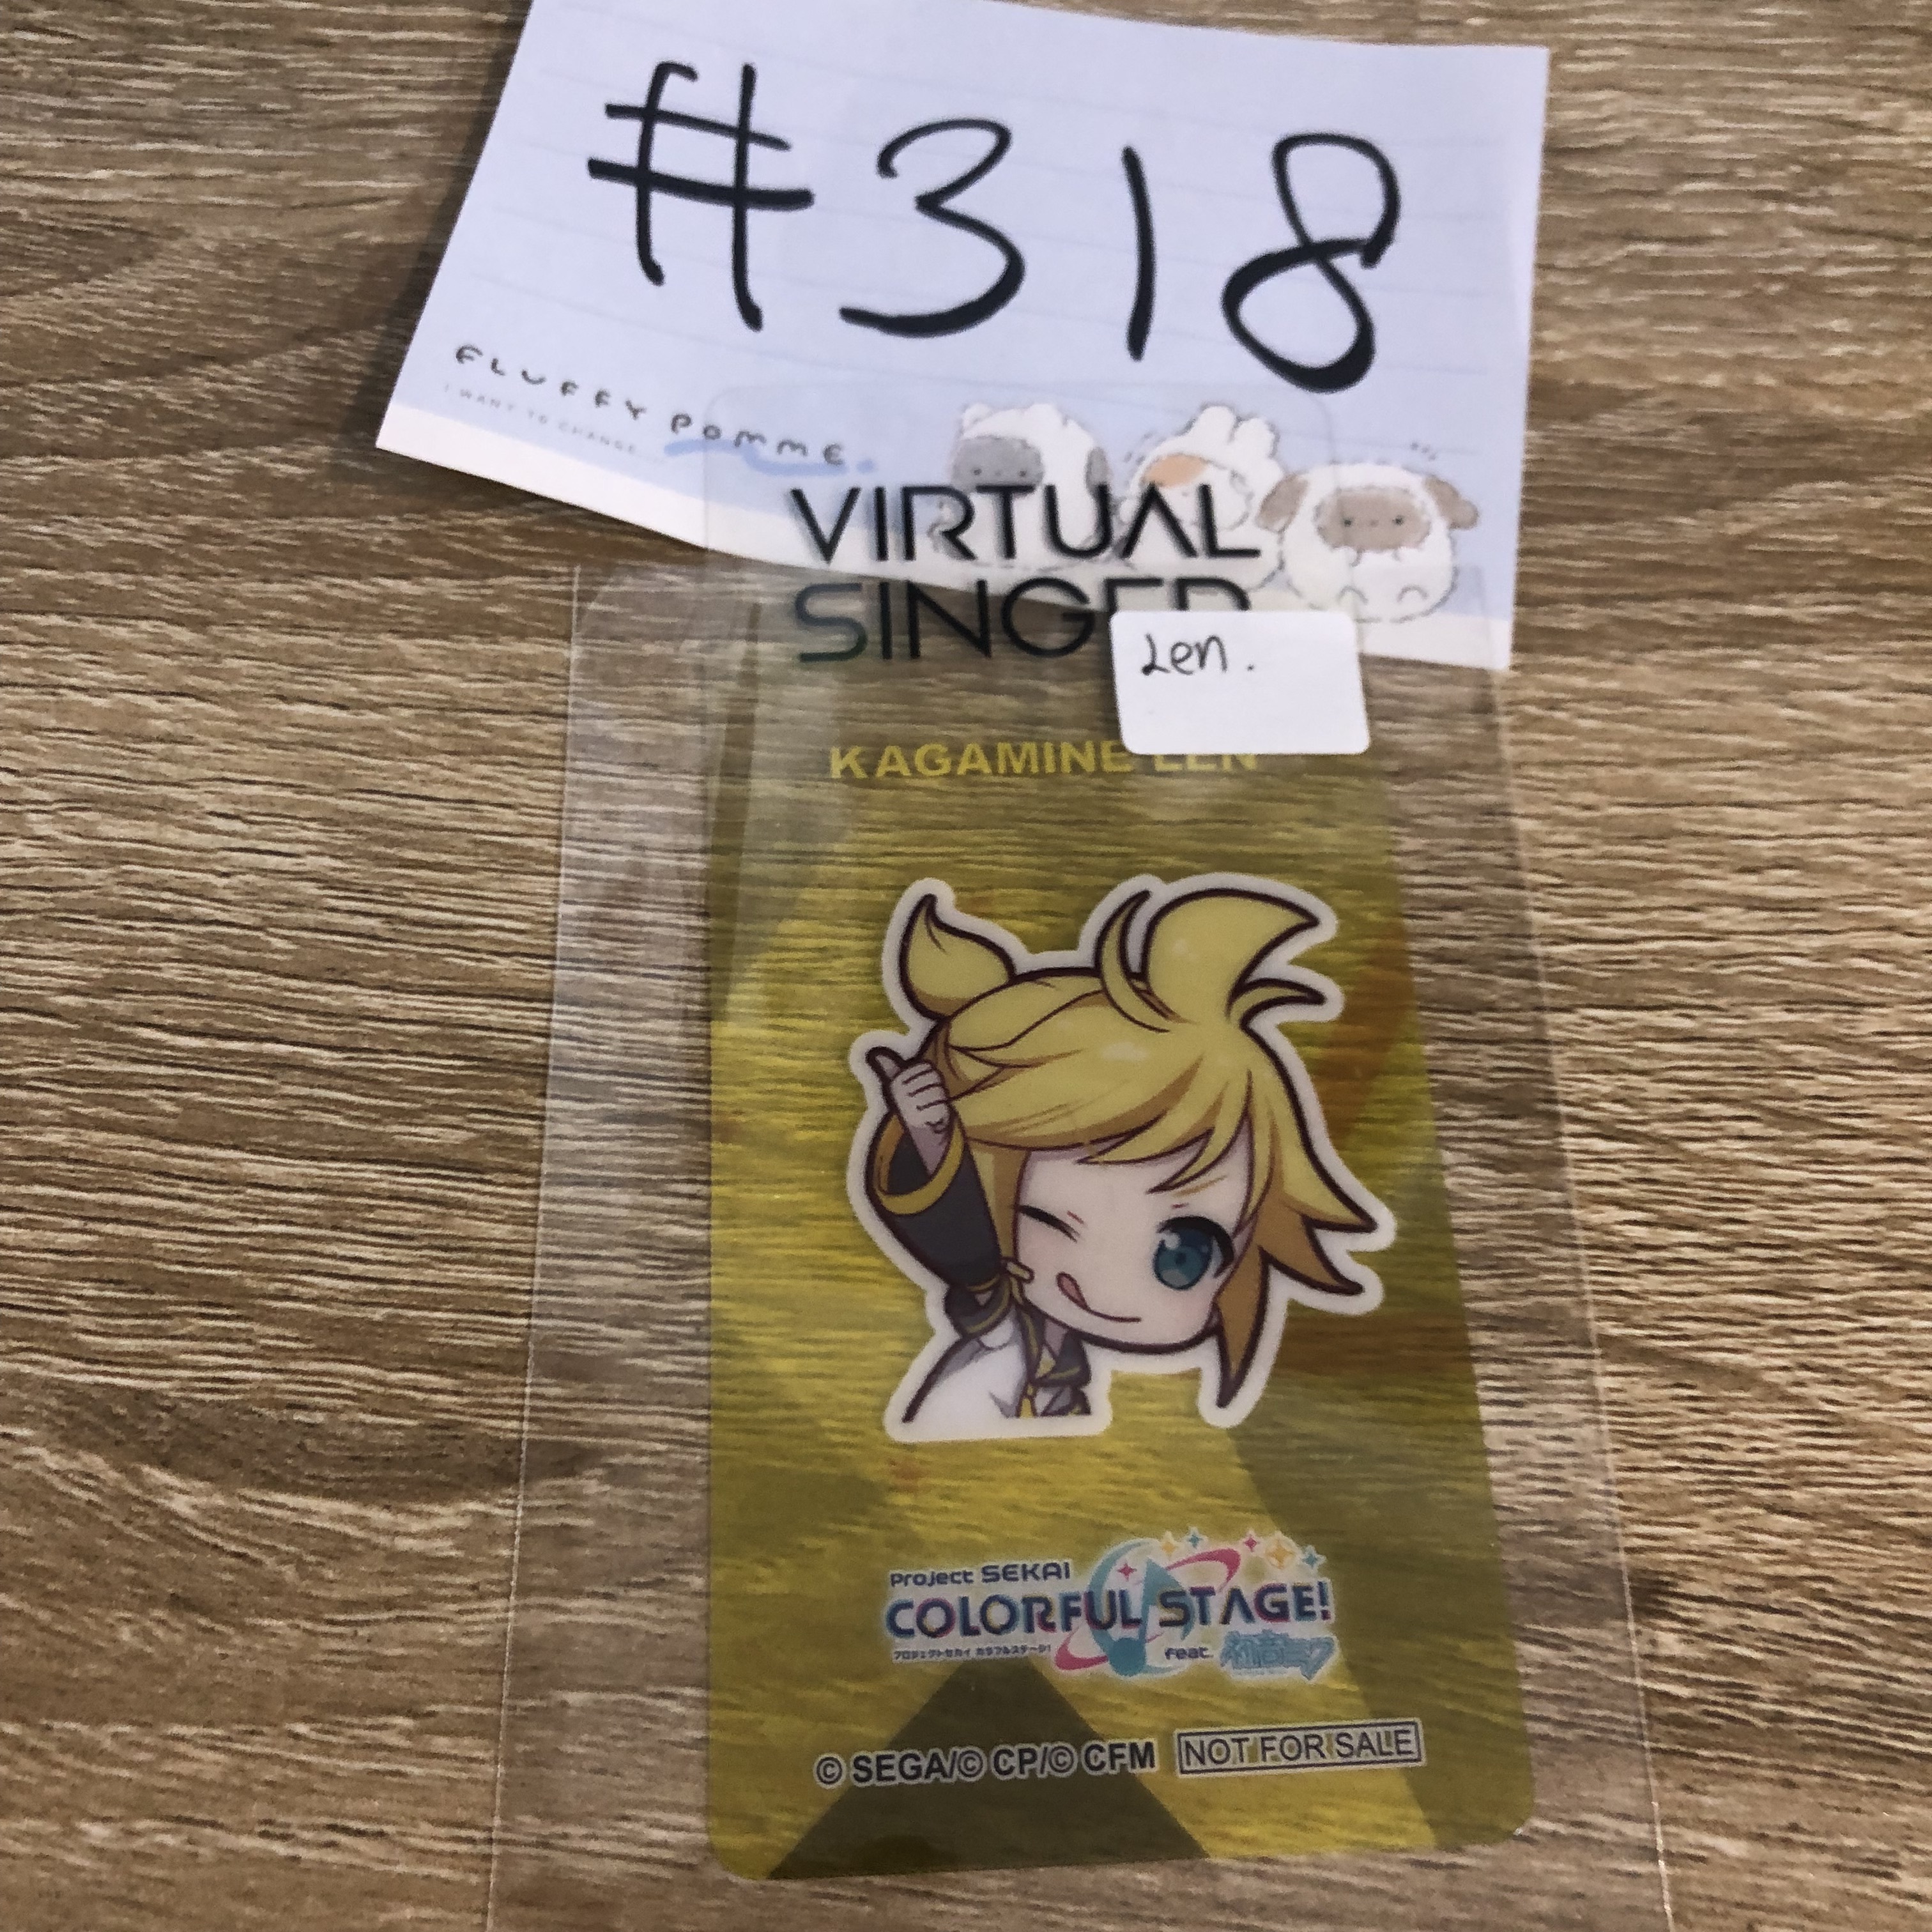 #318
FLUFFY POMME.
I WANT TO CHANGE
VIRTUAL
SINGER
Len.
KAGAMINE LEN
Project SEKAI
COLORFUL STAGE!
プロジェクトセカイ カラフルステージ!
feat. 初音ミク
© SEGA/© CP/© CFM
NOT FOR SALE